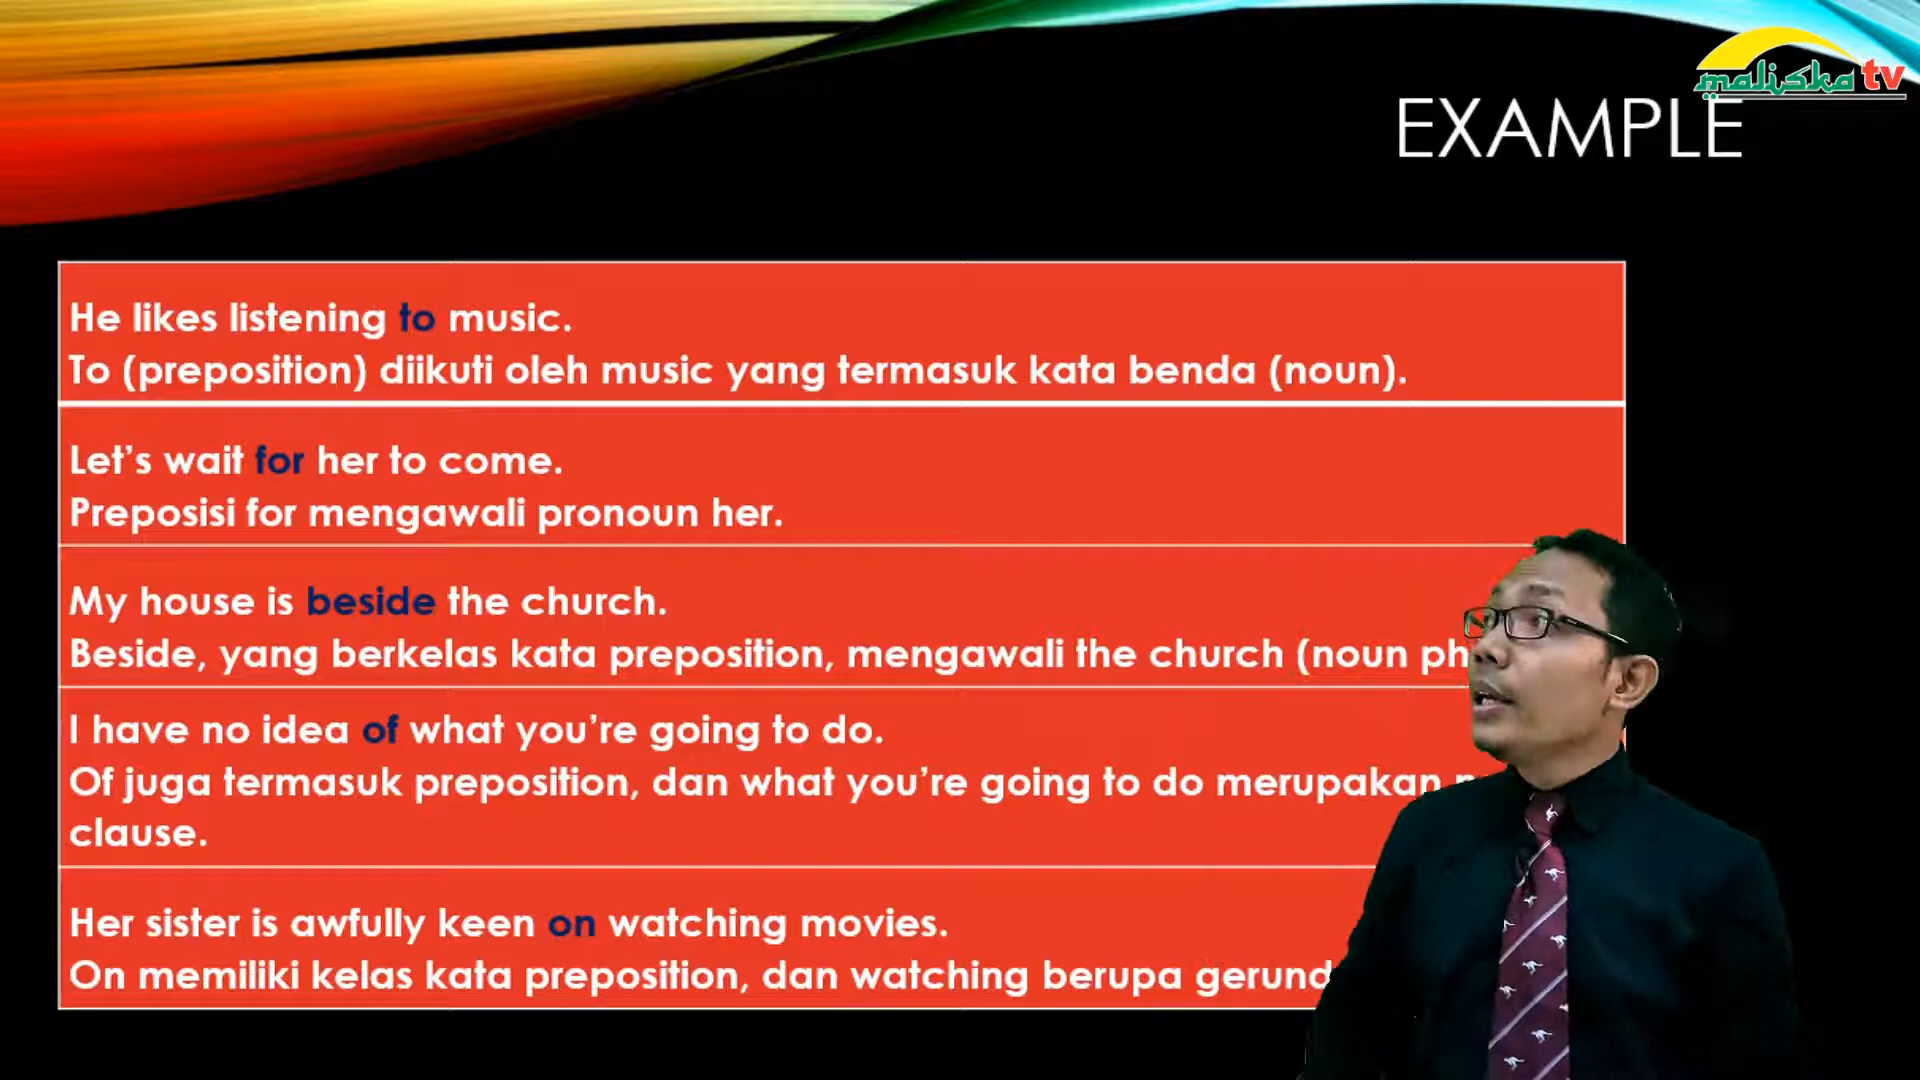 maliska tv
EXAMPLE
He likes listening to music.
To (preposition) diikuti oleh music yang termasuk kata benda (noun).
Let's wait for her to come.
Preposisi for mengawali pronoun her.
My house is beside the church.
Beside, yang berkelas kata preposition, mengawali the church (noun ph
I have no idea of what you're going to do.
Of juga termasuk preposition, dan what you're going to do merupakan
clause.
Her sister is awfully keen on watching movies.
On memiliki kelas kata preposition, dan watching berupa gerund